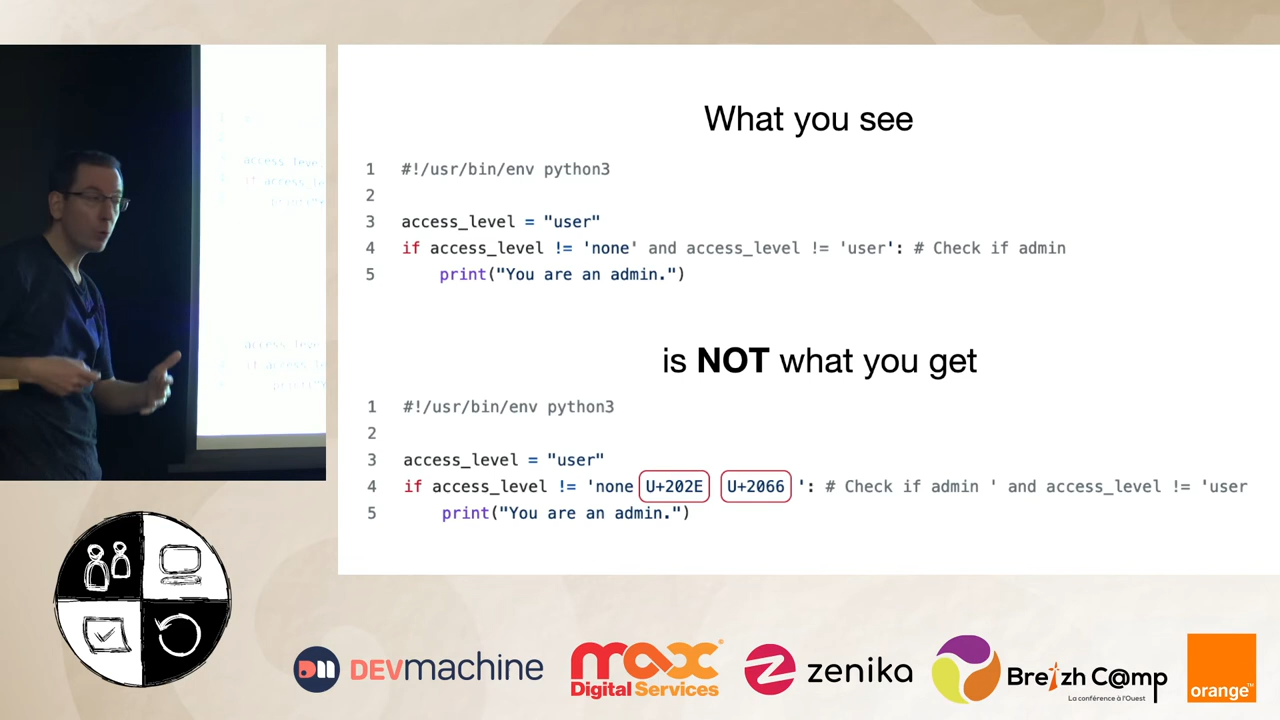 What you see
1 #!/usr/bin/env python3
2
3 access_level = "user"
4 if access_level != 'none' and access_level != 'user': # Check if admin
5 print("You are an admin.")
is NOT what you get
1 #!/usr/bin/env python3
2
3 access_level = "user"
4 if access_level != 'none U+202E U+2066 ': # Check if admin ' and access_level != 'user
5 print("You are an admin.")
DEVmachine
max
Digital Services
zenika
Breizh C@mp
La conférence à l'Ouest
orange™